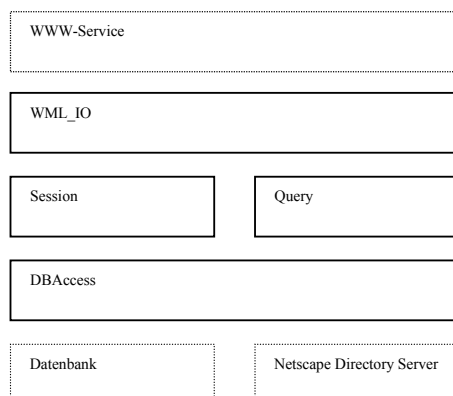 WWW-Service
WML_IO
Session
Query
DBAccess
Datenbank
Netscape Directory Server